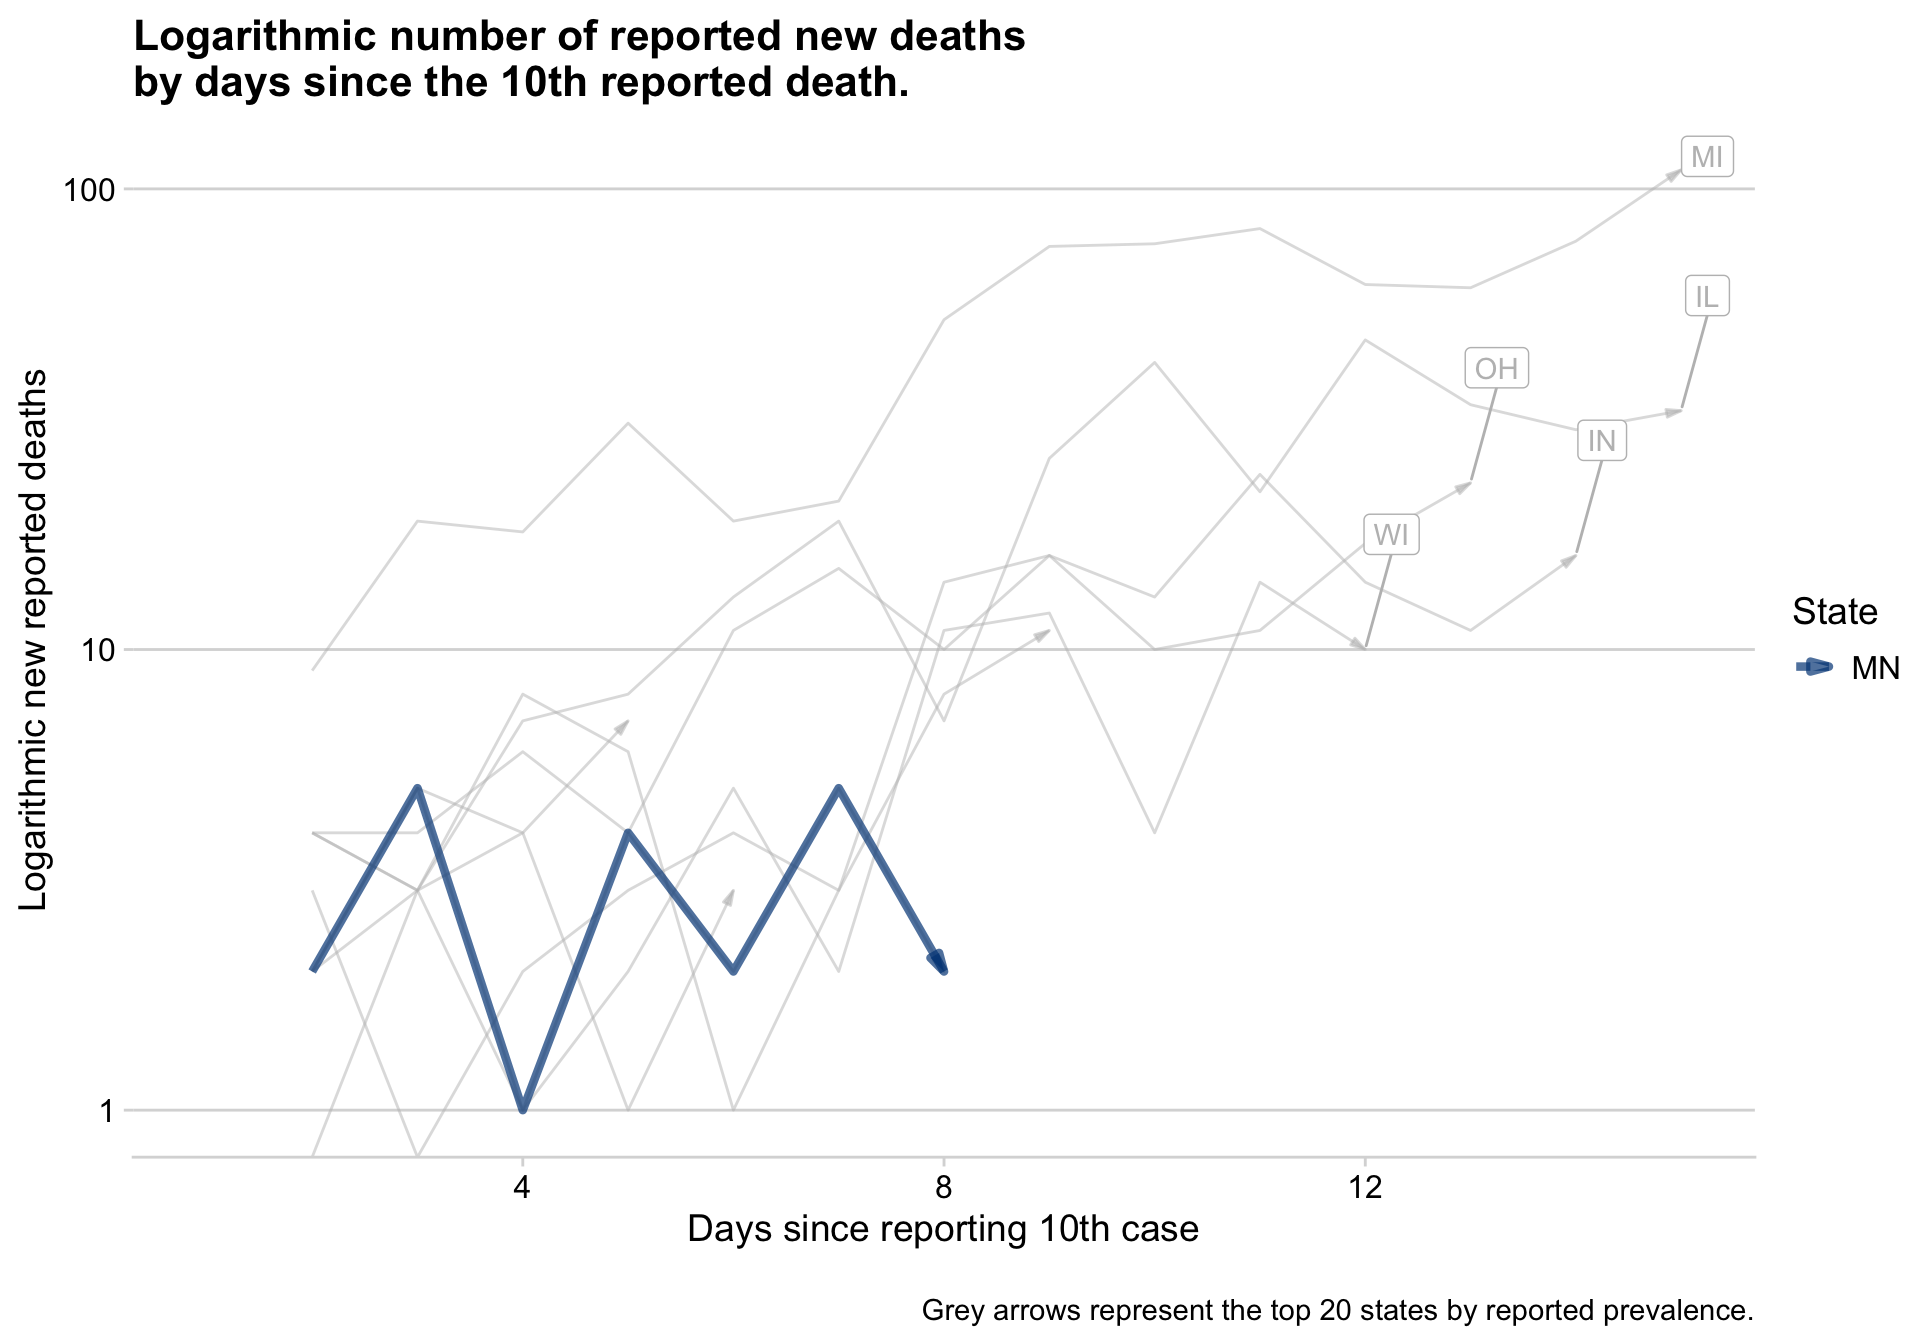 Logarithmic number of reported new deaths
by days since the 10th reported death.
Logarithmic new reported deaths
100
10
1
MI
IL
OH
IN
WI
State
MN
4
8
12
Days since reporting 10th case
Grey arrows represent the top 20 states by reported prevalence.